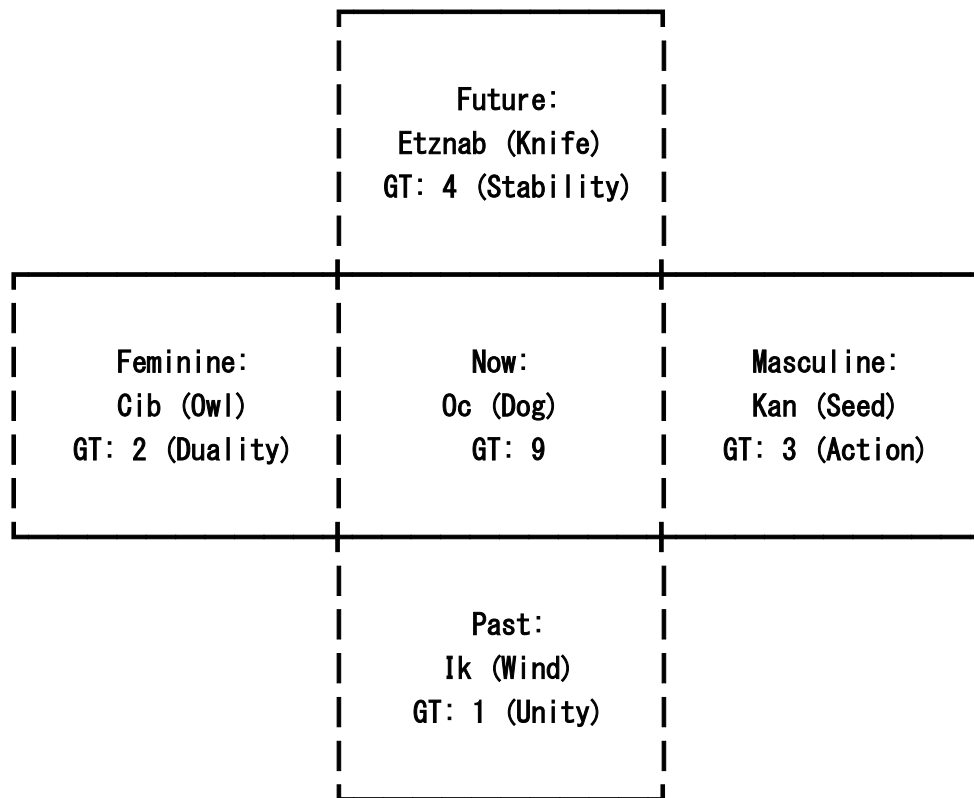 Future:
Etznab (Knife)
GT: 4 (Stability)
Feminine:
Cib (Owl)
GT: 2 (Duality)
Now:
Oc (Dog)
GT: 9
Masculine:
Kan (Seed)
GT: 3 (Action)
Past:
Ik (Wind)
GT: 1 (Unity)